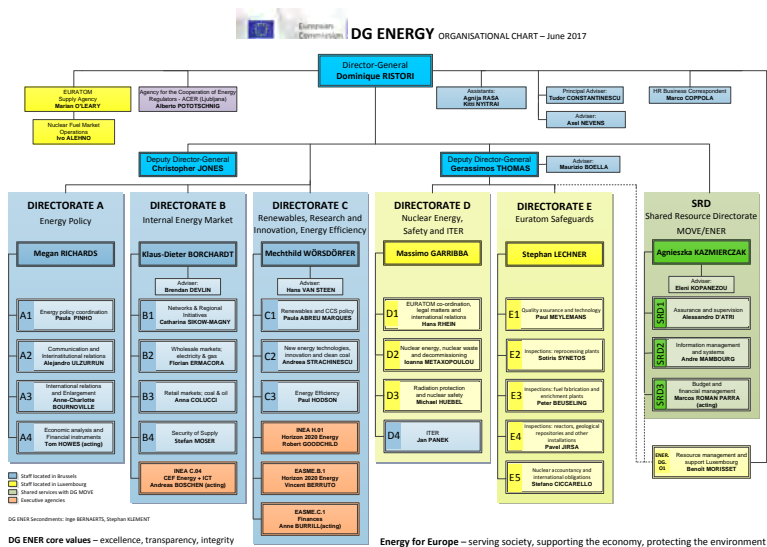 European
Commission
DG ENERGY ORGANISATIONAL CHART – June 2017
Director-General
Dominique RISTORI
EURATOM
Supply Agency
Marian O'LEARY
Nuclear Fuel Market
Operations
Ivo ALEHNO
Agency for the Cooperation of Energy
Regulators - ACER (Ljubljana)
Alberto POTOTSCHNIG
Assistants:
Agnija RASA
Kitti NYITRAI
Principal Adviser:
Tudor CONSTANTINESCU
Adviser:
Axel NEVENS
HR Business Correspondent
Marco COPPOLA
Deputy Director-General
Christopher JONES
Deputy Director-General
Gerassimos THOMAS
Adviser:
Maurizio BOELLA
DIRECTORATE A
Energy Policy
Megan RICHARDS
A1
Energy policy coordination
Paula PINHO
A2
Communication and
Interinstitutional relations
Alejandro ULZURRUN
A3
International relations
and Enlargement
Anne-Charlotte
BOURNOVILLE
A4
Economic analysis and
Financial instruments
Tom HOWES (acting)
DIRECTORATE B
Internal Energy Market
Klaus-Dieter BORCHARDT
Adviser:
Brendan DEVLIN
B1
Networks & Regional
Initiatives
Catharina SIKOW-MAGNY
B2
Wholesale markets;
electricity & gas
Florian ERMACORA
B3
Retail markets; coal & oil
Anna COLUCCI
B4
Security of Supply
Stefan MOSER
INEA C.04
CEF Energy + ICT
Andreas BOSCHEN (acting)
DIRECTORATE C
Renewables, Research and
Innovation, Energy Efficiency
Mechthild WÖRSDÖRFER
Adviser:
Hans VAN STEEN
C1
Renewables and CCS policy
Paula ABREU MARQUES
C2
New energy technologies,
innovation and clean coal
Andreea STRACHINESCU
C3
Energy Efficiency
Paul HODSON
INEA H.01
Horizon 2020 Energy
Robert GOODCHILD
EASME.B.1
Horizon 2020 Energy
Vincent BERRUTO
EASME.C.1
Finances
Anne BURRILL(acting)
DIRECTORATE D
Nuclear Energy,
Safety and ITER
Massimo GARRIBBA
D1
EURATOM co-ordination,
legal matters and
international relations
Hans RHEIN
D2
Nuclear energy, nuclear waste
and decommissioning
Ioanna METAXOPOULOU
D3
Radiation protection
and nuclear safety
Michael HUEBEL
D4
ITER
Jan PANEK
DIRECTORATE E
Euratom Safeguards
Stephan LECHNER
E1
Quality assurance and technology
Paul MEYLEMANS
E2
Inspections: reprocessing plants
Sotiris SYNETOS
E3
Inspections: fuel fabrication and
enrichment plants
Peter BEUSELING
E4
Inspections: reactors, geological
repositories and other
installations
Pavel JIRSA
E5
Nuclear accountancy and
international obligations
Stefano CICCARELLO
SRD
Shared Resource Directorate
MOVE/ENER
Agnieszka KAZMIERCZAK
Adviser:
Eleni KOPANEZOU
SRD1
Assurance and supervision
Alessandro D'ATRI
SRD2
Information management
and systems
Andre MAMBOURG
SRD3
Budget and
financial management
Marcos ROMAN PARRA
(acting)
ENER.
DG.
01
Resource management and
support Luxembourg
Benoît MORISSET
Staff located in Brussels
Staff located in Luxembourg
Shared services with DG MOVE
Executive agencies
DG ENER Secondments: Inge BERNAERTS, Stephan KLEMENT
DG ENER core values – excellence, transparency, integrity
Energy for Europe – serving society, supporting the economy, protecting the environment